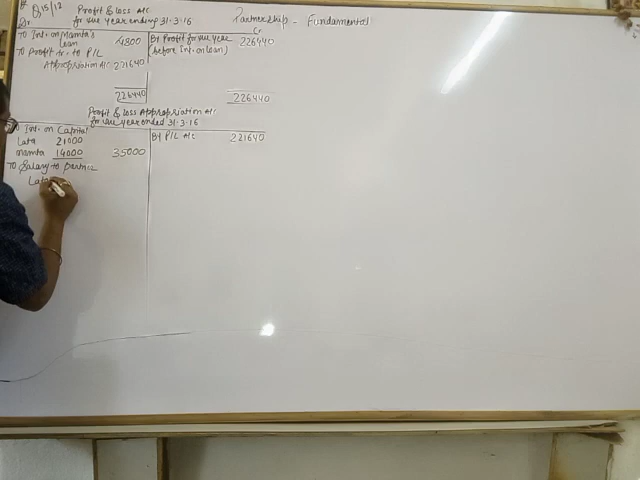 # Q15/12 Profit & loss A/c Partnership - Fundamental
for the year ending 31-3-16
Dr. Cr
To Int. on Mamta's loan 4800 By Profit for the year 226440
(before Int. on loan)
To Profit tr. to P/L
Appropriation A/c 221640
226440 226440
Profit & loss Appropriation A/c
for the year ended 31-3-16
To Int. on Capital By P/L A/c 221640
Lata 21000
Mamta 14000 35000
To Salary to partner
Lata